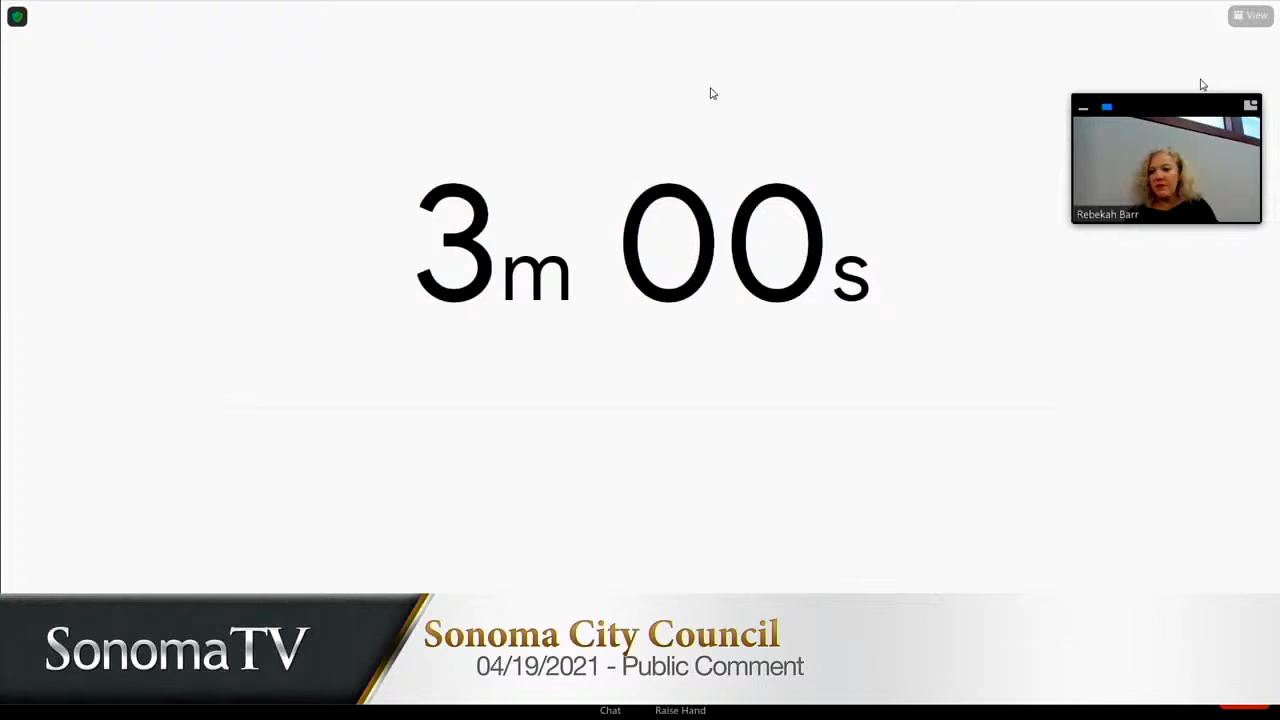 View
3m 00s
Rebekah Barr
SonomaTV
Sonoma City Council
04/19/2021 - Public Comment
Chat
Raise Hand